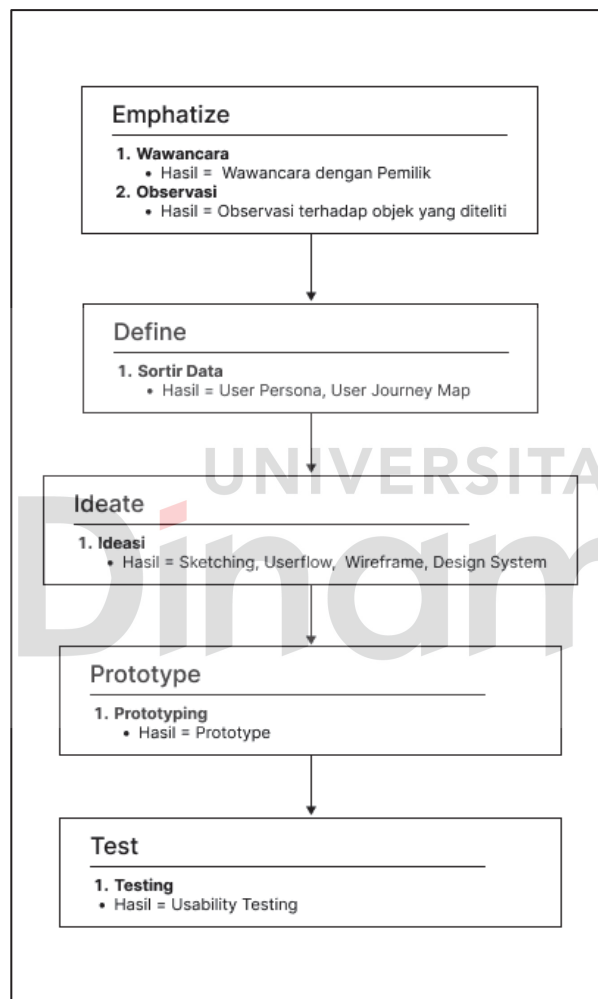 Emphatize
1. Wawancara
• Hasil = Wawancara dengan Pemilik
2. Observasi
• Hasil = Observasi terhadap objek yang diteliti
Define
1. Sortir Data
• Hasil = User Persona, User Journey Map
UNIVERSITA
Dinam
Ideate
1. Ideasi
• Hasil = Sketching, Userflow, Wireframe, Design System
Prototype
1. Prototyping
• Hasil = Prototype
Test
1. Testing
• Hasil = Usability Testing